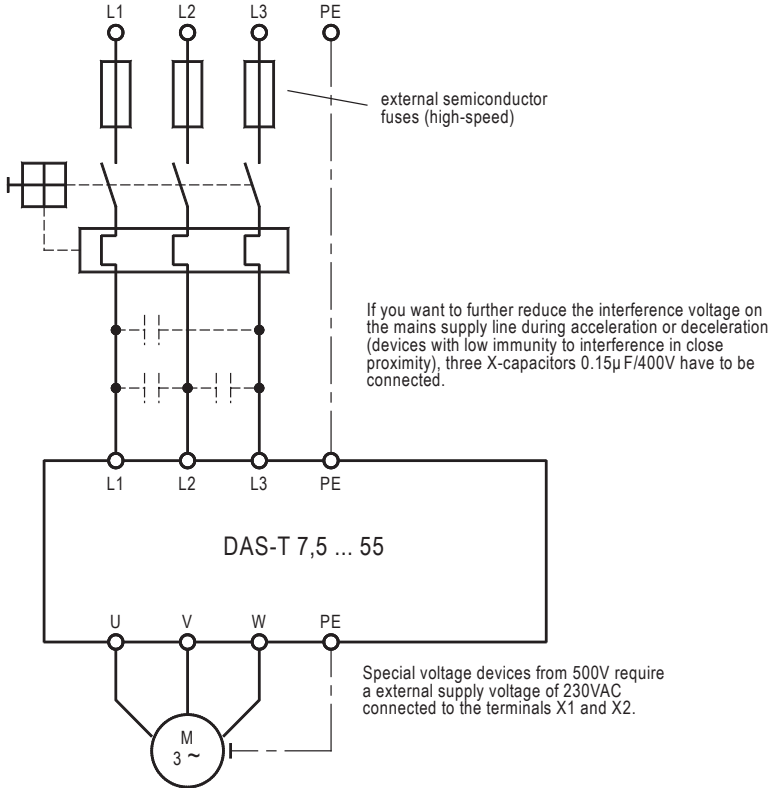 L1 L2 L3 PE
external semiconductor
fuses (high-speed)
If you want to further reduce the interference voltage on
the mains supply line during acceleration or deceleration
(devices with low immunity to interference in close
proximity), three X-capacitors 0.15µ F/400V have to be
connected.
L1 L2 L3 PE
DAS-T 7,5 ... 55
U V W PE
Special voltage devices from 500V require
a external supply voltage of 230VAC
connected to the terminals X1 and X2.
M
3 ~